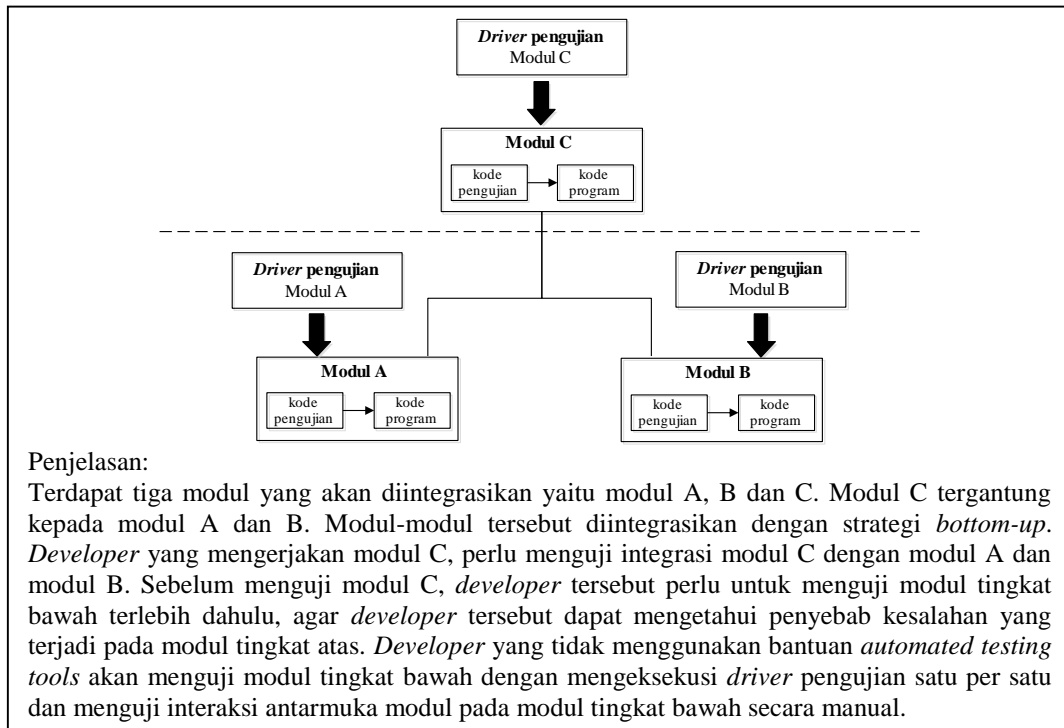 Driver pengujian
Modul C
Modul C
kode
pengujian
kode
program
Driver pengujian
Modul A
Driver pengujian
Modul B
Modul A
kode
pengujian
kode
program
Modul B
kode
pengujian
kode
program
Penjelasan:
Terdapat tiga modul yang akan diintegrasikan yaitu modul A, B dan C. Modul C tergantung
kepada modul A dan B. Modul-modul tersebut diintegrasikan dengan strategi bottom-up.
Developer yang mengerjakan modul C, perlu menguji integrasi modul C dengan modul A dan
modul B. Sebelum menguji modul C, developer tersebut perlu untuk menguji modul tingkat
bawah terlebih dahulu, agar developer tersebut dapat mengetahui penyebab kesalahan yang
terjadi pada modul tingkat atas. Developer yang tidak menggunakan bantuan automated testing
tools akan menguji modul tingkat bawah dengan mengeksekusi driver pengujian satu per satu
dan menguji interaksi antarmuka modul pada modul tingkat bawah secara manual.